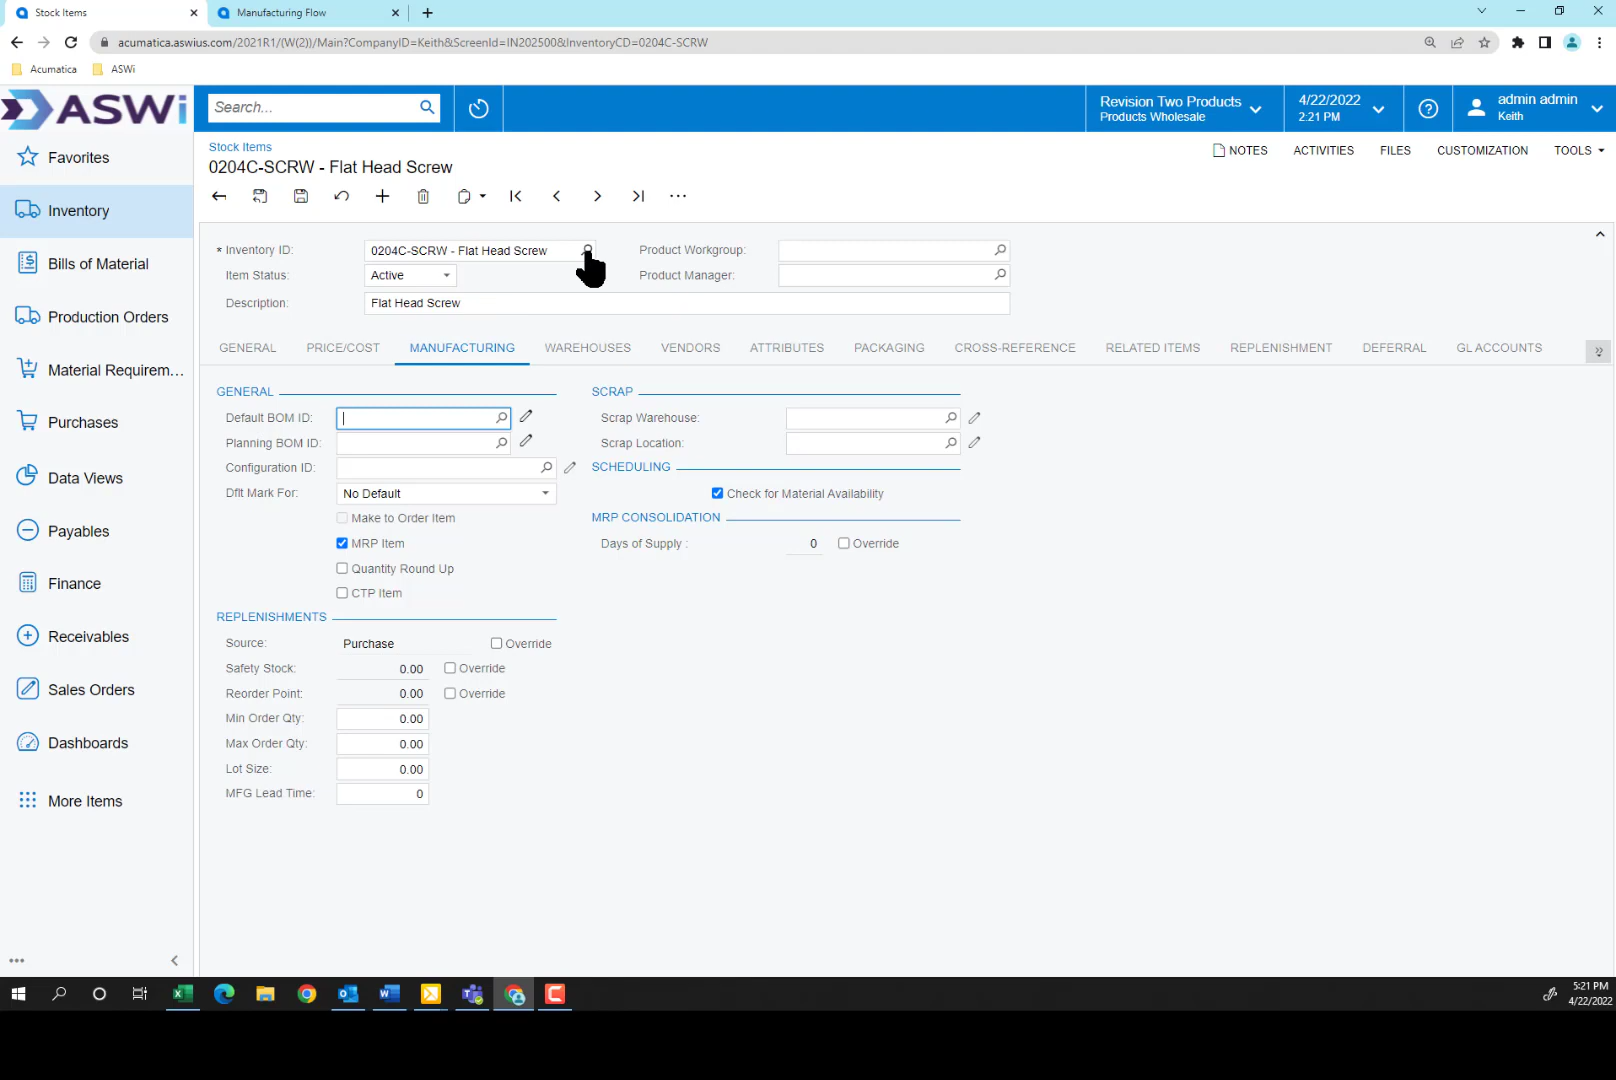 Stock Items
Manufacturing Flow
acumatica.aswius.com/2021R1/(W(2))/Main?CompanyID=Keith&ScreenId=IN202500&InventoryCD=0204C-SCRW
Acumatica
ASWi
ASWi
Search...
Revision Two Products
Products Wholesale
4/22/2022
2:21 PM
admin admin
Keith
Favorites
Inventory
Bills of Material
Production Orders
Material Requirem...
Purchases
Data Views
Payables
Finance
Receivables
Sales Orders
Dashboards
More Items
Stock Items
0204C-SCRW - Flat Head Screw
NOTES
ACTIVITIES
FILES
CUSTOMIZATION
TOOLS
* Inventory ID:
0204C-SCRW - Flat Head Screw
Product Workgroup:
Item Status:
Active
Product Manager:
Description:
Flat Head Screw
GENERAL
PRICE/COST
MANUFACTURING
WAREHOUSES
VENDORS
ATTRIBUTES
PACKAGING
CROSS-REFERENCE
RELATED ITEMS
REPLENISHMENT
DEFERRAL
GL ACCOUNTS
GENERAL
Default BOM ID:
Planning BOM ID:
Configuration ID:
Dflt Mark For:
No Default
Make to Order Item
MRP Item
Quantity Round Up
CTP Item
REPLENISHMENTS
Source:
Purchase
Override
Safety Stock:
0.00
Override
Reorder Point:
0.00
Override
Min Order Qty:
0.00
Max Order Qty:
0.00
Lot Size:
0.00
MFG Lead Time:
0
SCRAP
Scrap Warehouse:
Scrap Location:
SCHEDULING
Check for Material Availability
MRP CONSOLIDATION
Days of Supply :
0
Override
5:21 PM
4/22/2022